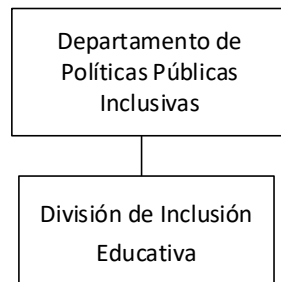 Departamento de
Políticas Públicas
Inclusivas
División de Inclusión
Educativa